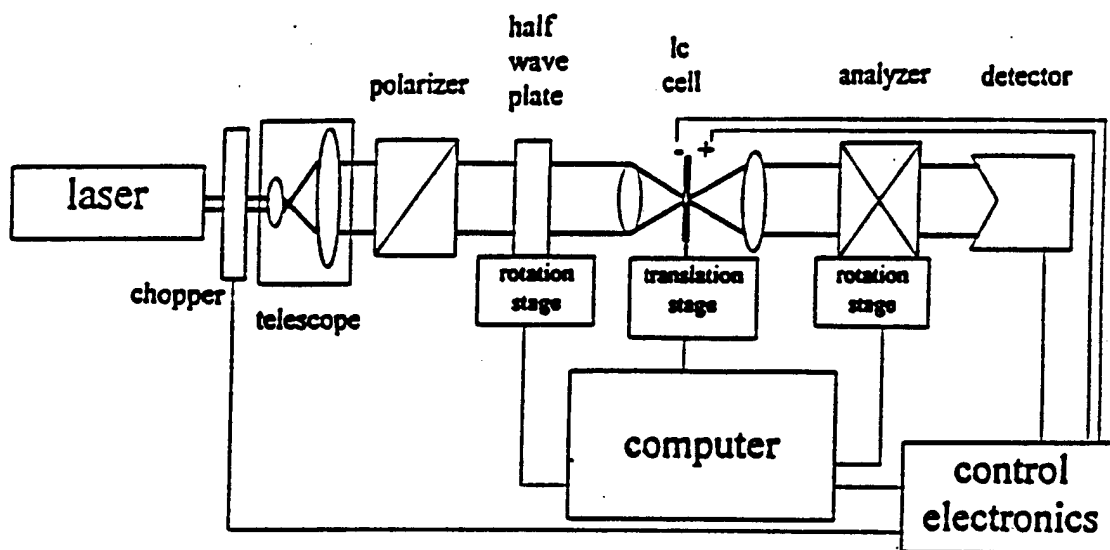 half
wave
plate
lc
cell
polarizer
analyzer
detector
- +
laser
chopper
telescope
rotation
stage
translation
stage
rotation
stage
computer
control
electronics